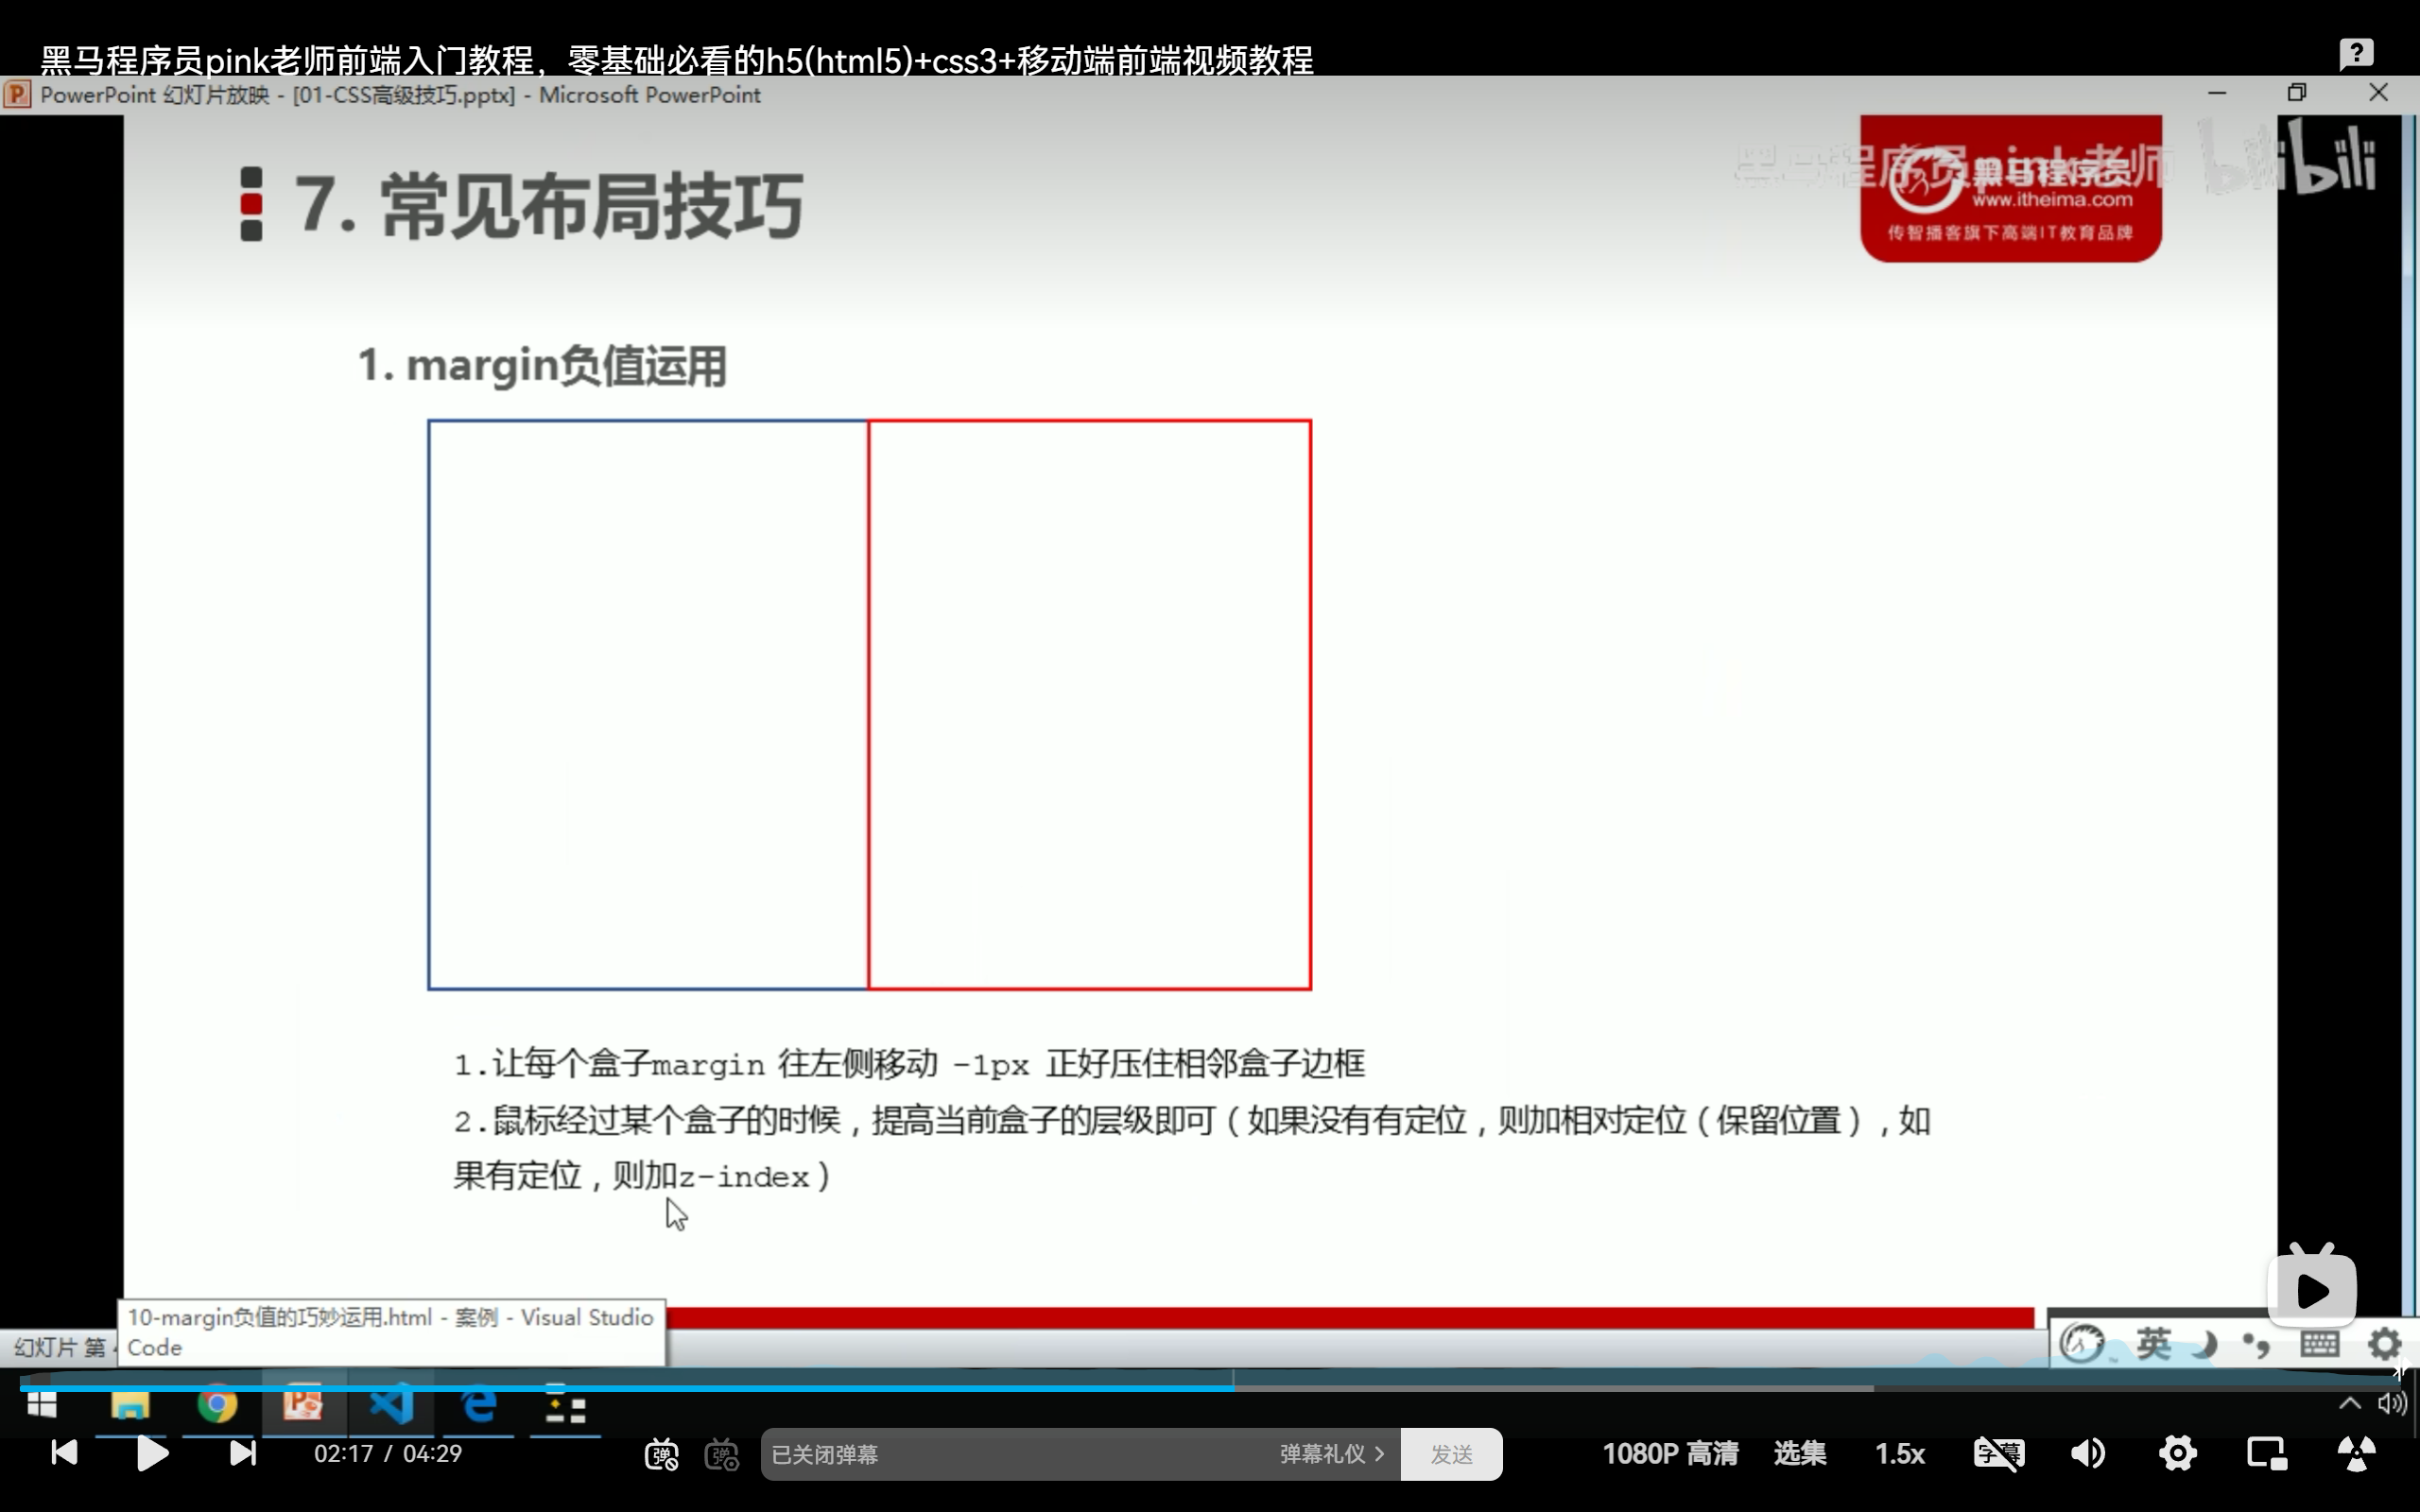 黑马程序员pink老师前端入门教程，零基础必看的h5(html5)+css3+移动端前端视频教程
PowerPoint 幻灯片放映 - [01-CSS高级技巧.pptx] - Microsoft PowerPoint
7. 常见布局技巧
黑马程序员pink老师
bilibili
黑马程序员
www.itheima.com
传智播客旗下高端IT教育品牌
1. margin负值运用
1.让每个盒子margin 往左侧移动 -1px 正好压住相邻盒子边框
2.鼠标经过某个盒子的时候，提高当前盒子的层级即可（如果没有有定位，则加相对定位（保留位置），如
果有定位，则加z-index）
10-margin负值的巧妙运用.html - 案例 - Visual Studio
Code
幻灯片 第
英
02:17 / 04:29
弹
弹
已关闭弹幕
弹幕礼仪 >
发送
1080P 高清
选集
1.5x
字幕